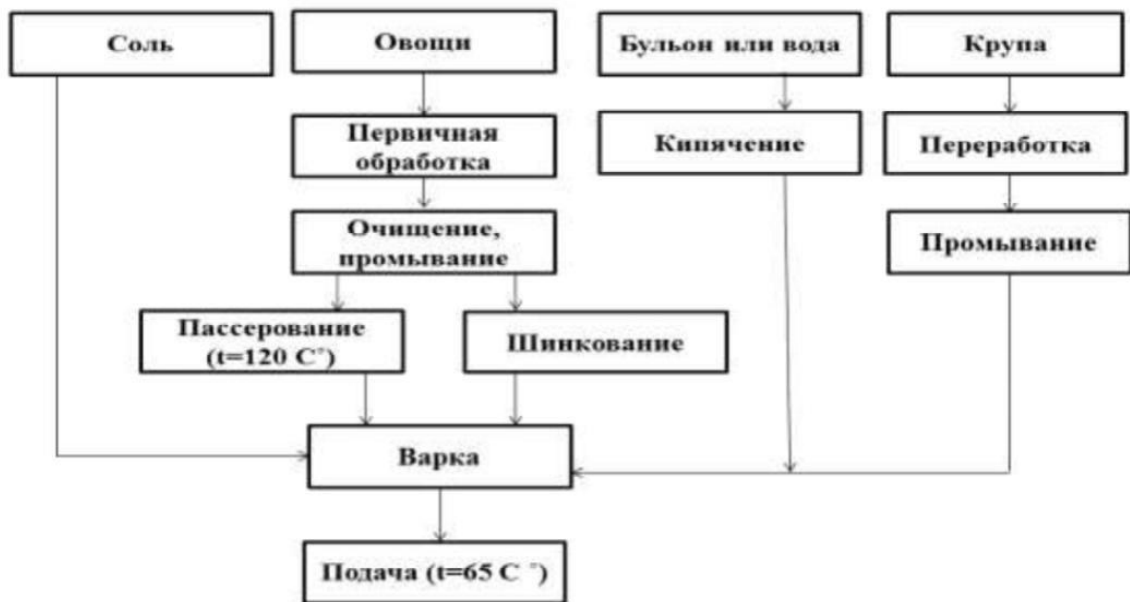 Соль
Овощи
Бульон или вода
Крупа
Первичная
обработка
Кипячение
Переработка
Очищение,
промывание
Промывание
Пассерование
(t=120 С˚)
Шинкование
Варка
Подача (t=65 С ˚)